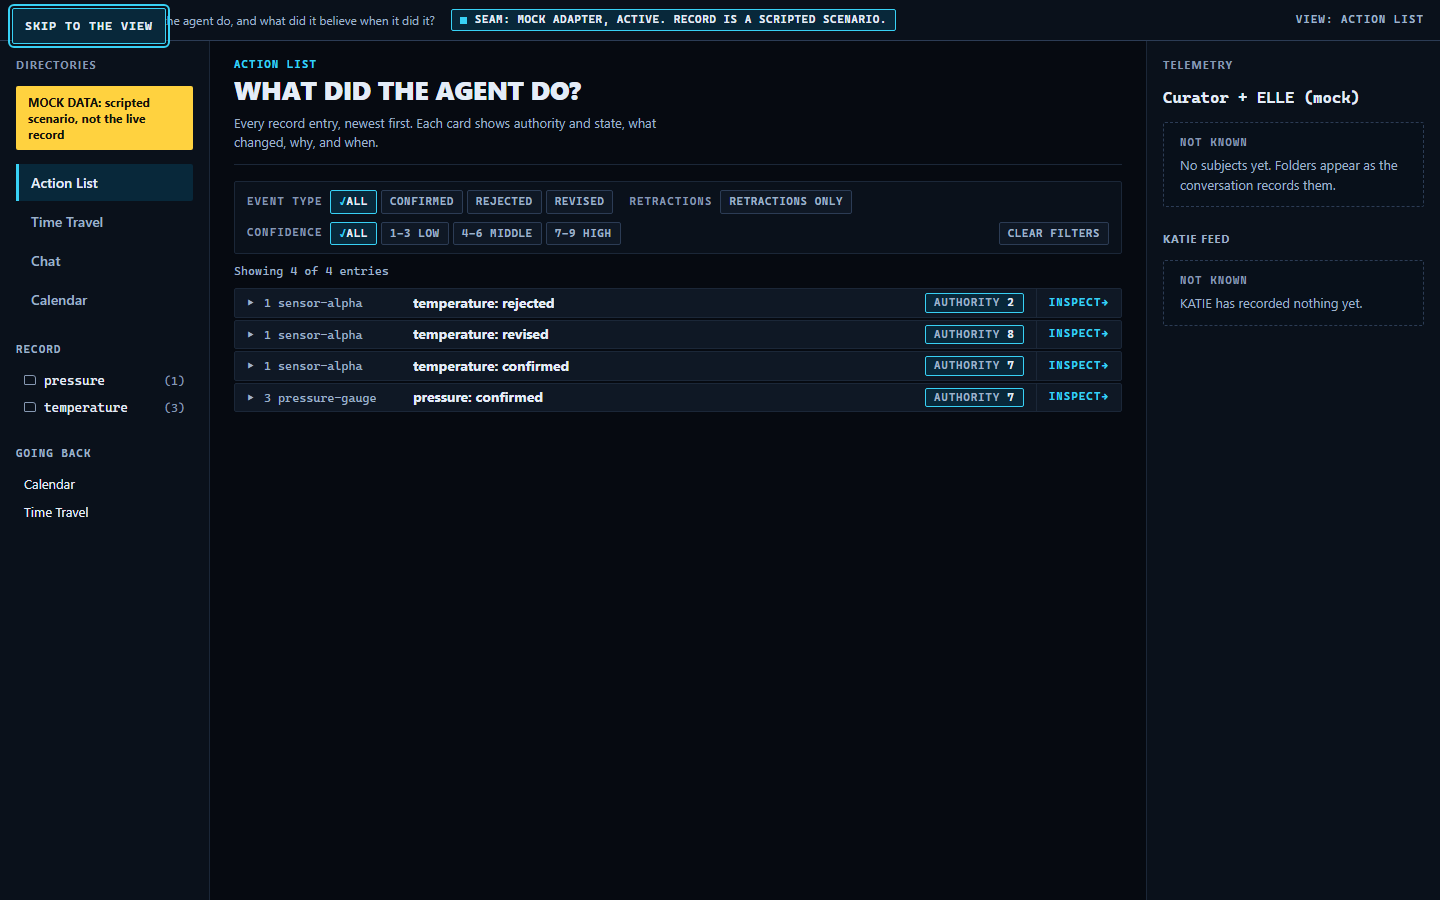 SKIP TO THE VIEW
he agent do, and what did it believe when it did it?
SEAM: MOCK ADAPTER, ACTIVE. RECORD IS A SCRIPTED SCENARIO.
VIEW: ACTION LIST
DIRECTORIES
MOCK DATA: scripted
scenario, not the live
record
Action List
Time Travel
Chat
Calendar
RECORD
pressure (1)
temperature (3)
GOING BACK
Calendar
Time Travel
ACTION LIST
WHAT DID THE AGENT DO?
Every record entry, newest first. Each card shows authority and state, what
changed, why, and when.
EVENT TYPE ✓ALL CONFIRMED REJECTED REVISED RETRACTIONS RETRACTIONS ONLY
CONFIDENCE ✓ALL 1–3 LOW 4–6 MIDDLE 7–9 HIGH CLEAR FILTERS
Showing 4 of 4 entries
▸ 1 sensor-alpha temperature: rejected AUTHORITY 2 INSPECT→
▸ 1 sensor-alpha temperature: revised AUTHORITY 8 INSPECT→
▸ 1 sensor-alpha temperature: confirmed AUTHORITY 7 INSPECT→
▸ 3 pressure-gauge pressure: confirmed AUTHORITY 7 INSPECT→
TELEMETRY
Curator + ELLE (mock)
NOT KNOWN
No subjects yet. Folders appear as the
conversation records them.
KATIE FEED
NOT KNOWN
KATIE has recorded nothing yet.